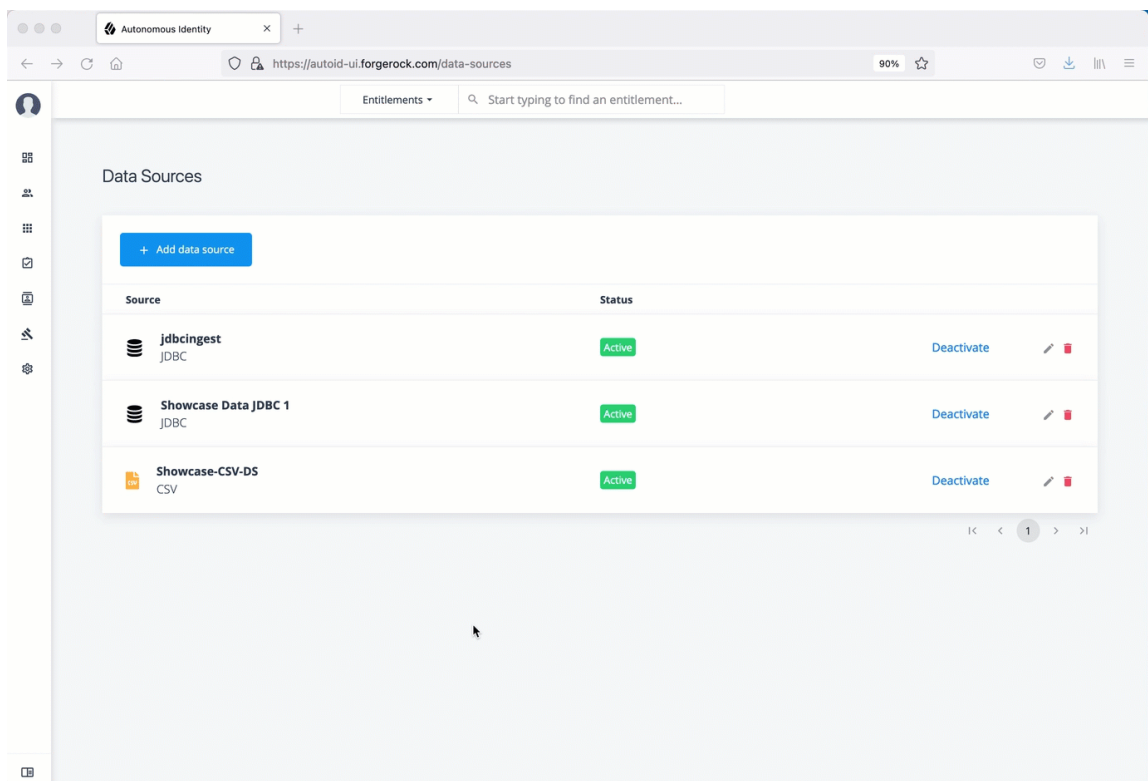 Autonomous Identity
https://autoid-ui.forgerock.com/data-sources 90%
Entitlements Start typing to find an entitlement...
Data Sources
+ Add data source
Source Status
jdbcingest
JDBC
Active
Deactivate
Showcase Data JDBC 1
JDBC
Active
Deactivate
CSV
Showcase-CSV-DS
CSV
Active
Deactivate
1